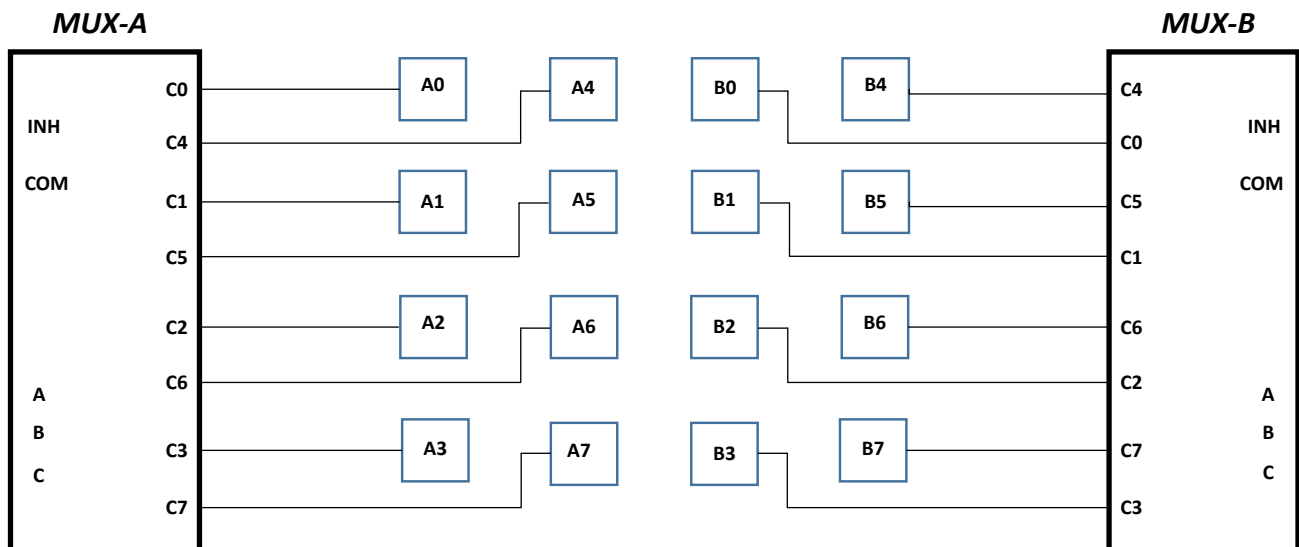 MUX-A MUX-B
C0 A0 A4 B0 B4 C4
INH C4 C0 INH
COM C1 A1 A5 B1 B5 C5 COM
C5 C1
C2 A2 A6 B2 B6 C6
C6 C2
A A
B B
C3 A3 A7 B3 B7 C7
C C
C7 C3